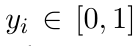 y_i ∈ [0, 1]